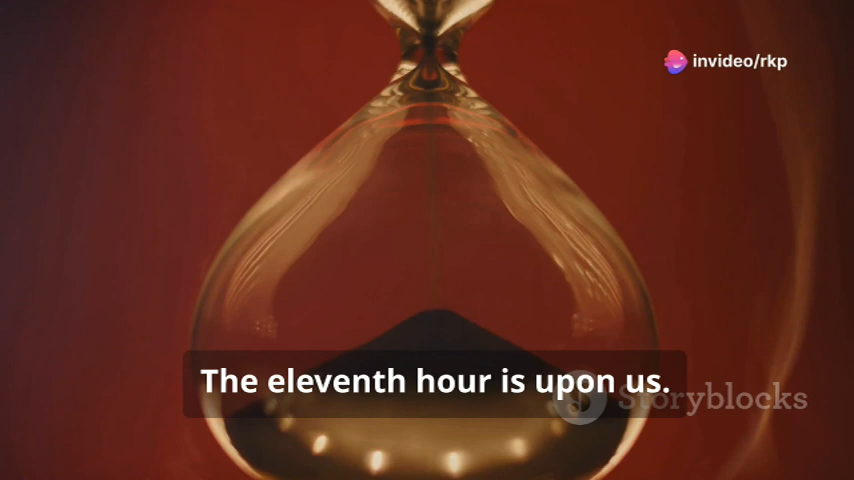 invideo/rkp
The eleventh hour is upon us.
Storyblocks